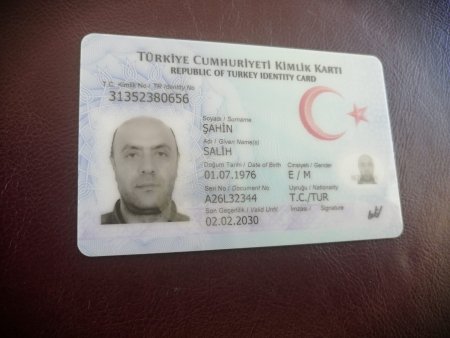 TÜRKİYE CUMHURİYETİ KİMLİK KARTI
REPUBLIC OF TURKEY IDENTITY CARD
T.C. Kimlik No / TR Identity No
31352380656
Soyadı / Surname
ŞAHİN
Adı / Given Name(s)
SALİH
Doğum Tarihi / Date of Birth Cinsiyeti / Gender
01.07.1976 E / M
Seri No / Document No Uyruğu / Nationality
A26L32344 T.C./TUR
Son Geçerlilik / Valid Until İmzası / Signature
02.02.2030